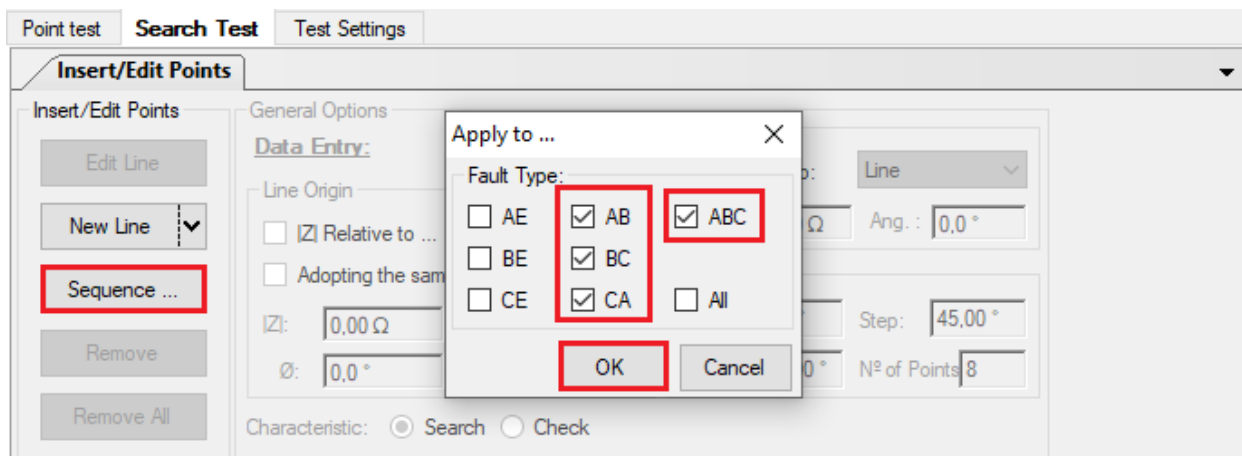 Point test Search Test Test Settings
Insert/Edit Points
Insert/Edit Points
Edit Line
New Line
Sequence ...
Remove
Remove All
General Options
Data Entry:
Line Origin
|Z| Relative to ...
Adopting the sam
|Z|: 0,00 Ω
Ø: 0,0 °
Characteristic: Search Check
Apply to ...
Fault Type:
AE AB ABC
BE BC
CE CA All
OK Cancel
Line
Ω Ang. : 0,0 °
° Step: 45,00 °
0 ° Nº of Points 8